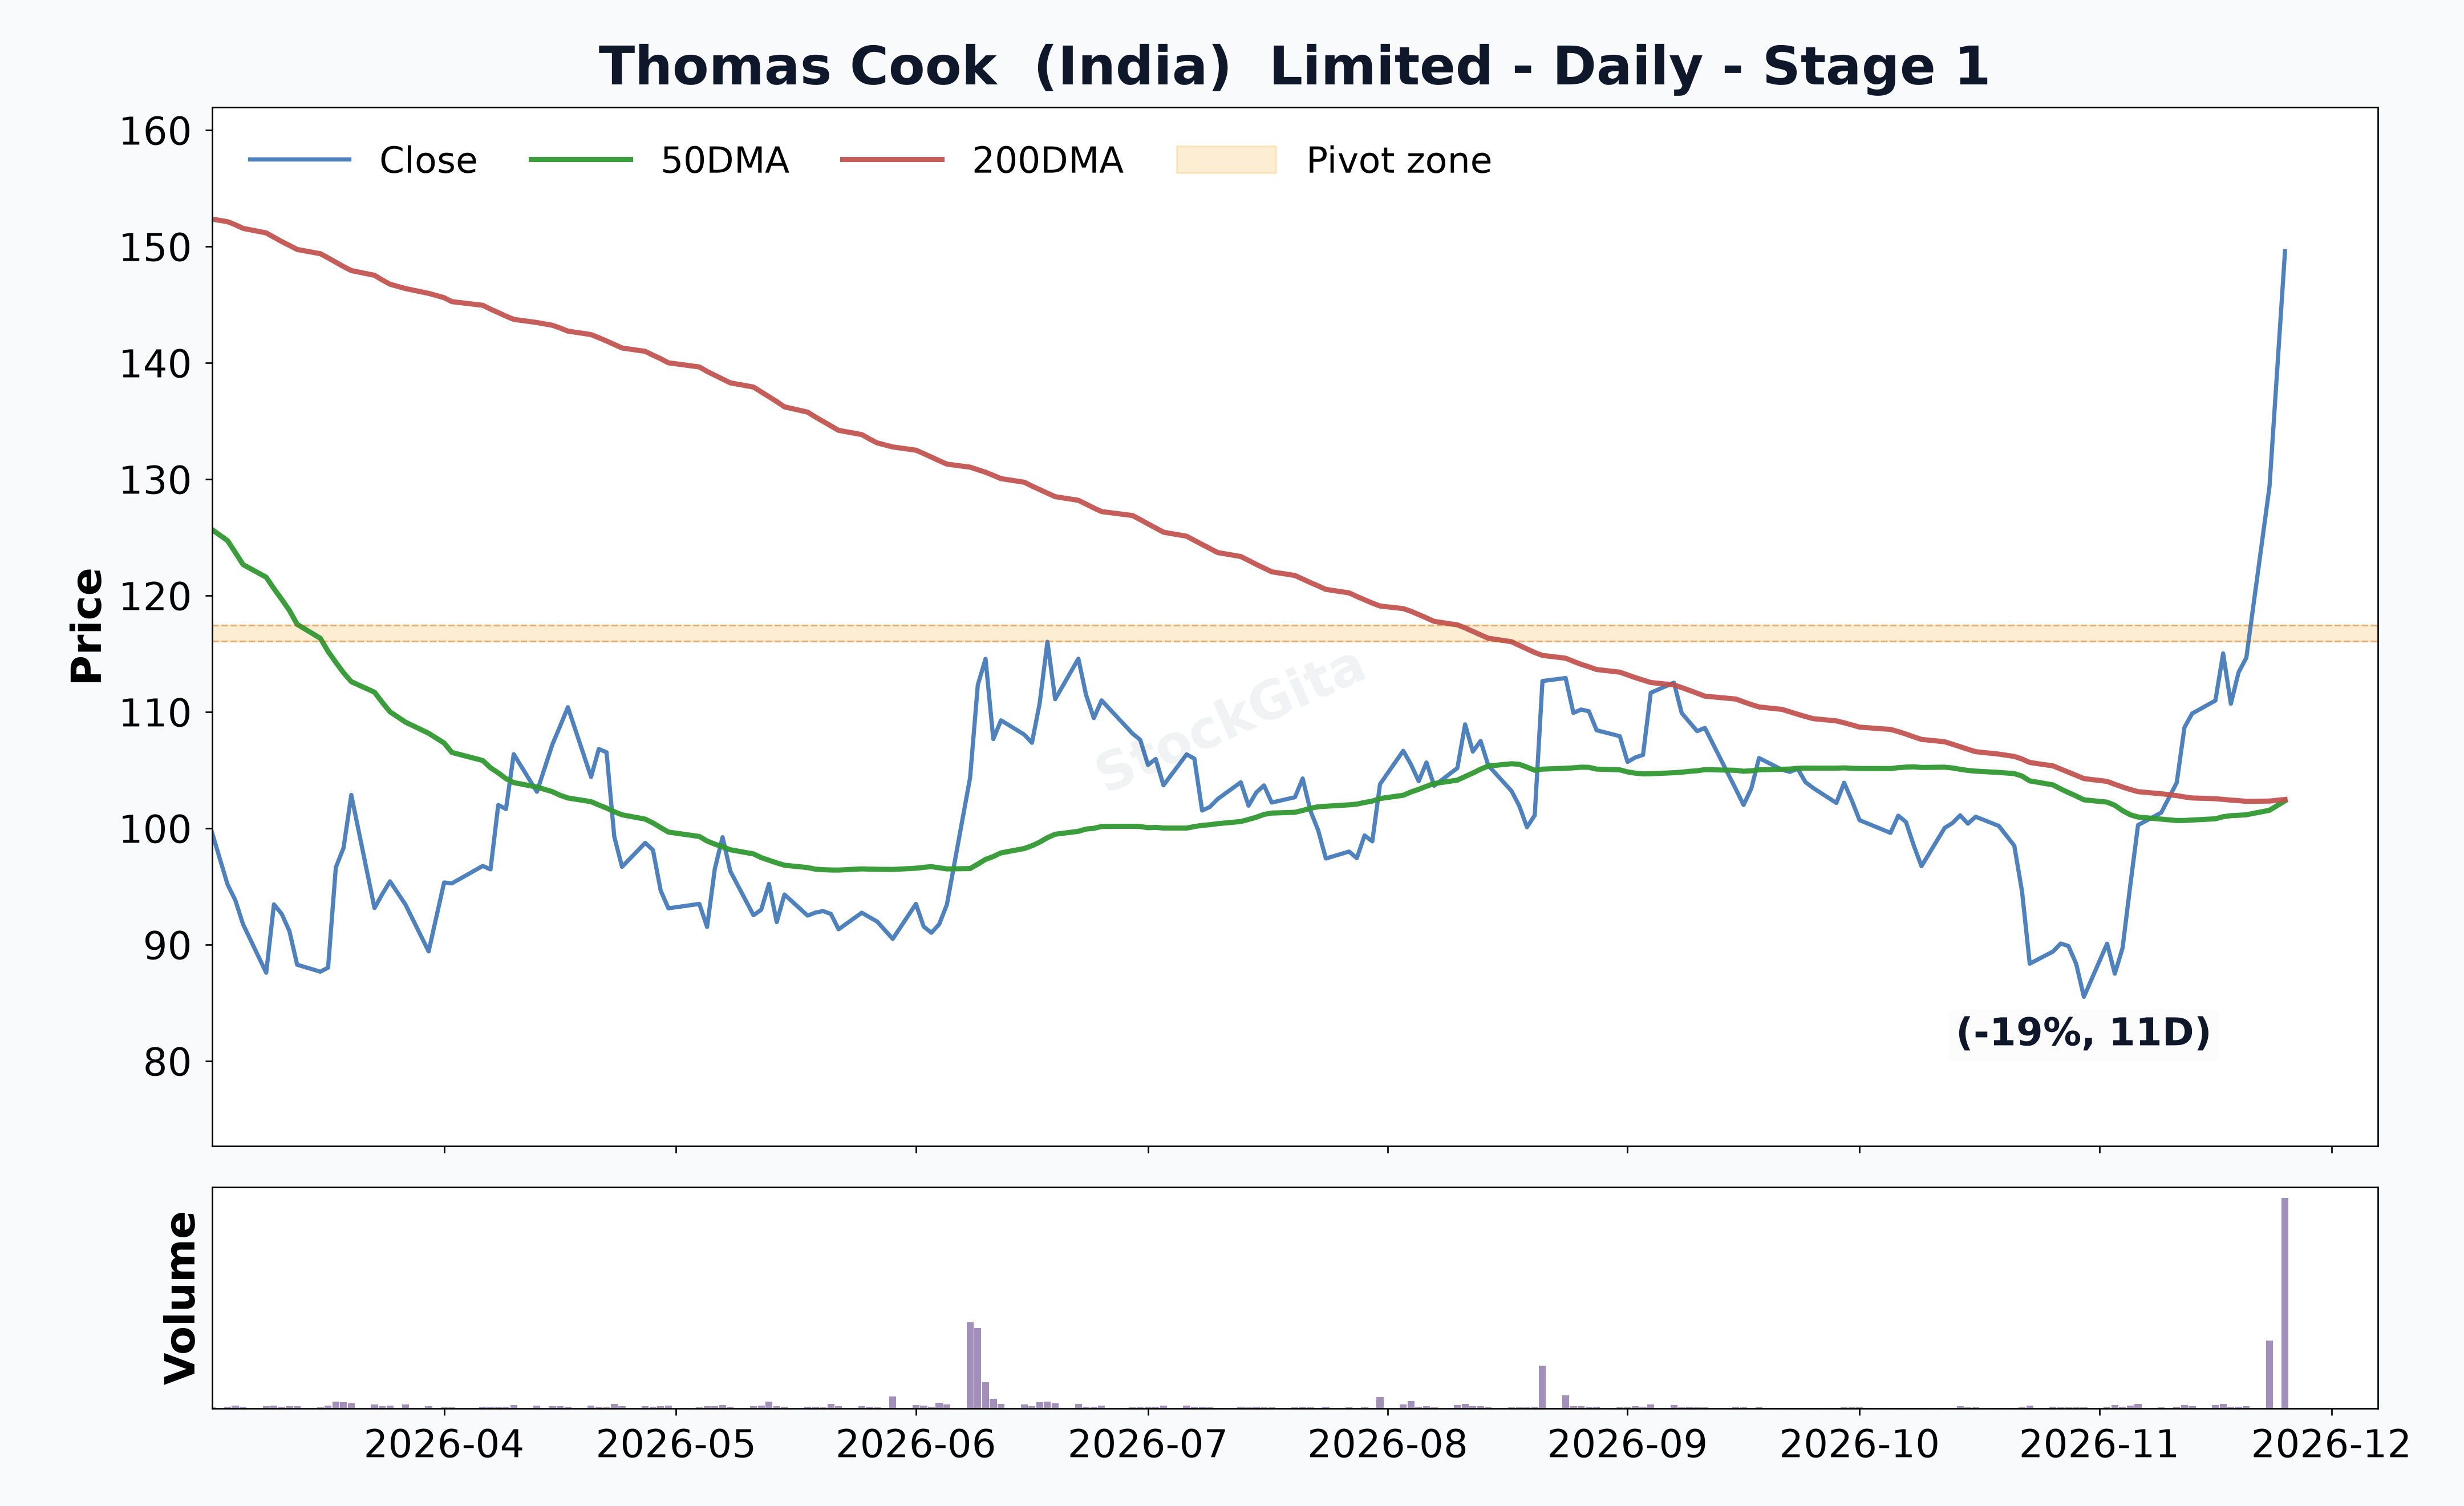 Thomas Cook  (India)  Limited - Daily - Stage 1
Close 50DMA 200DMA Pivot zone
160
150
140
130
120
110
100
90
80
Price
StockGita
(-19%, 11D)
Volume
2026-04 2026-05 2026-06 2026-07 2026-08 2026-09 2026-10 2026-11 2026-12